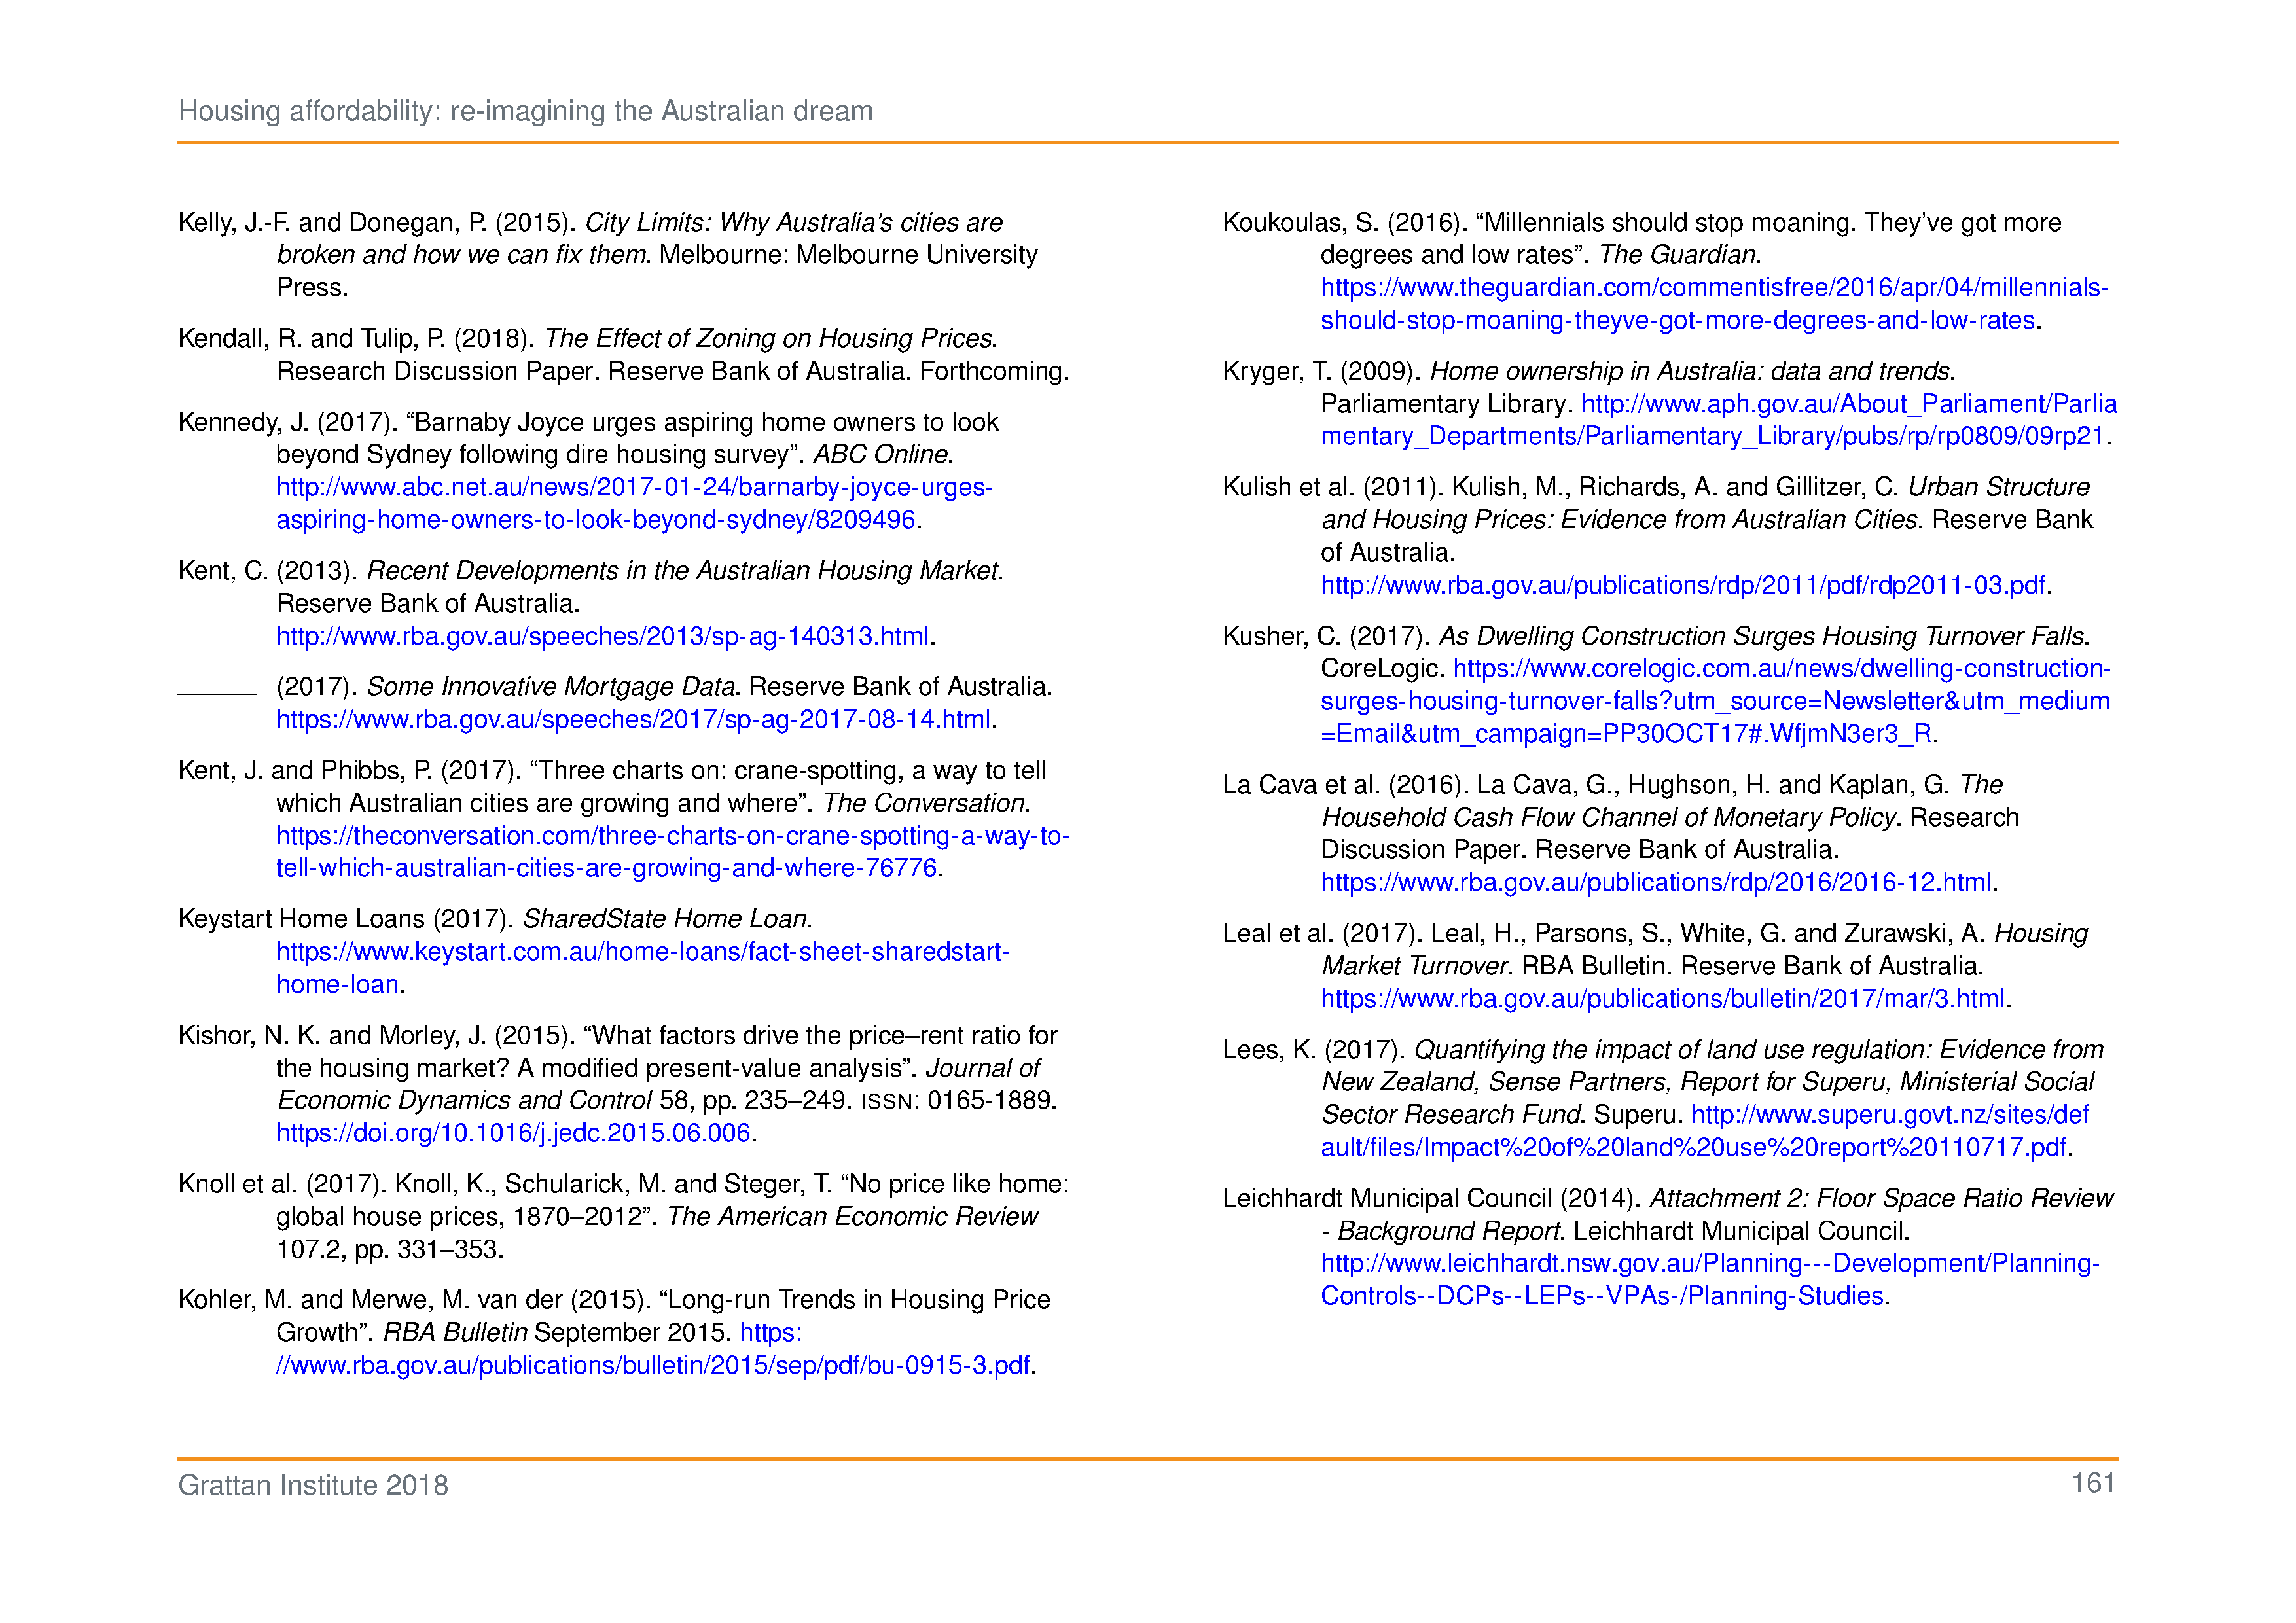 Housing affordability: re-imagining the Australian dream
Kelly, J.-F. and Donegan, P. (2015). City Limits: Why Australia’s cities are
broken and how we can fix them. Melbourne: Melbourne University
Press.
Kendall, R. and Tulip, P. (2018). The Effect of Zoning on Housing Prices.
Research Discussion Paper. Reserve Bank of Australia. Forthcoming.
Kennedy, J. (2017). “Barnaby Joyce urges aspiring home owners to look
beyond Sydney following dire housing survey”. ABC Online.
http://www.abc.net.au/news/2017-01-24/barnarby-joyce-urges-
aspiring-home-owners-to-look-beyond-sydney/8209496.
Kent, C. (2013). Recent Developments in the Australian Housing Market.
Reserve Bank of Australia.
http://www.rba.gov.au/speeches/2013/sp-ag-140313.html.
(2017). Some Innovative Mortgage Data. Reserve Bank of Australia.
https://www.rba.gov.au/speeches/2017/sp-ag-2017-08-14.html.
Kent, J. and Phibbs, P. (2017). “Three charts on: crane-spotting, a way to tell
which Australian cities are growing and where”. The Conversation.
https://theconversation.com/three-charts-on-crane-spotting-a-way-to-
tell-which-australian-cities-are-growing-and-where-76776.
Keystart Home Loans (2017). SharedState Home Loan.
https://www.keystart.com.au/home-loans/fact-sheet-sharedstart-
home-loan.
Kishor, N. K. and Morley, J. (2015). “What factors drive the price–rent ratio for
the housing market? A modified present-value analysis”. Journal of
Economic Dynamics and Control 58, pp. 235–249. ISSN: 0165-1889.
https://doi.org/10.1016/j.jedc.2015.06.006.
Knoll et al. (2017). Knoll, K., Schularick, M. and Steger, T. “No price like home:
global house prices, 1870–2012”. The American Economic Review
107.2, pp. 331–353.
Kohler, M. and Merwe, M. van der (2015). “Long-run Trends in Housing Price
Growth”. RBA Bulletin September 2015. https:
//www.rba.gov.au/publications/bulletin/2015/sep/pdf/bu-0915-3.pdf.
Koukoulas, S. (2016). “Millennials should stop moaning. They’ve got more
degrees and low rates”. The Guardian.
https://www.theguardian.com/commentisfree/2016/apr/04/millennials-
should-stop-moaning-theyve-got-more-degrees-and-low-rates.
Kryger, T. (2009). Home ownership in Australia: data and trends.
Parliamentary Library. http://www.aph.gov.au/About_Parliament/Parlia
mentary_Departments/Parliamentary_Library/pubs/rp/rp0809/09rp21.
Kulish et al. (2011). Kulish, M., Richards, A. and Gillitzer, C. Urban Structure
and Housing Prices: Evidence from Australian Cities. Reserve Bank
of Australia.
http://www.rba.gov.au/publications/rdp/2011/pdf/rdp2011-03.pdf.
Kusher, C. (2017). As Dwelling Construction Surges Housing Turnover Falls.
CoreLogic. https://www.corelogic.com.au/news/dwelling-construction-
surges-housing-turnover-falls?utm_source=Newsletter&utm_medium
=Email&utm_campaign=PP30OCT17#.WfjmN3er3_R.
La Cava et al. (2016). La Cava, G., Hughson, H. and Kaplan, G. The
Household Cash Flow Channel of Monetary Policy. Research
Discussion Paper. Reserve Bank of Australia.
https://www.rba.gov.au/publications/rdp/2016/2016-12.html.
Leal et al. (2017). Leal, H., Parsons, S., White, G. and Zurawski, A. Housing
Market Turnover. RBA Bulletin. Reserve Bank of Australia.
https://www.rba.gov.au/publications/bulletin/2017/mar/3.html.
Lees, K. (2017). Quantifying the impact of land use regulation: Evidence from
New Zealand, Sense Partners, Report for Superu, Ministerial Social
Sector Research Fund. Superu. http://www.superu.govt.nz/sites/def
ault/files/Impact%20of%20land%20use%20report%20110717.pdf.
Leichhardt Municipal Council (2014). Attachment 2: Floor Space Ratio Review
- Background Report. Leichhardt Municipal Council.
http://www.leichhardt.nsw.gov.au/Planning---Development/Planning-
Controls--DCPs--LEPs--VPAs-/Planning-Studies.
Grattan Institute 2018
161